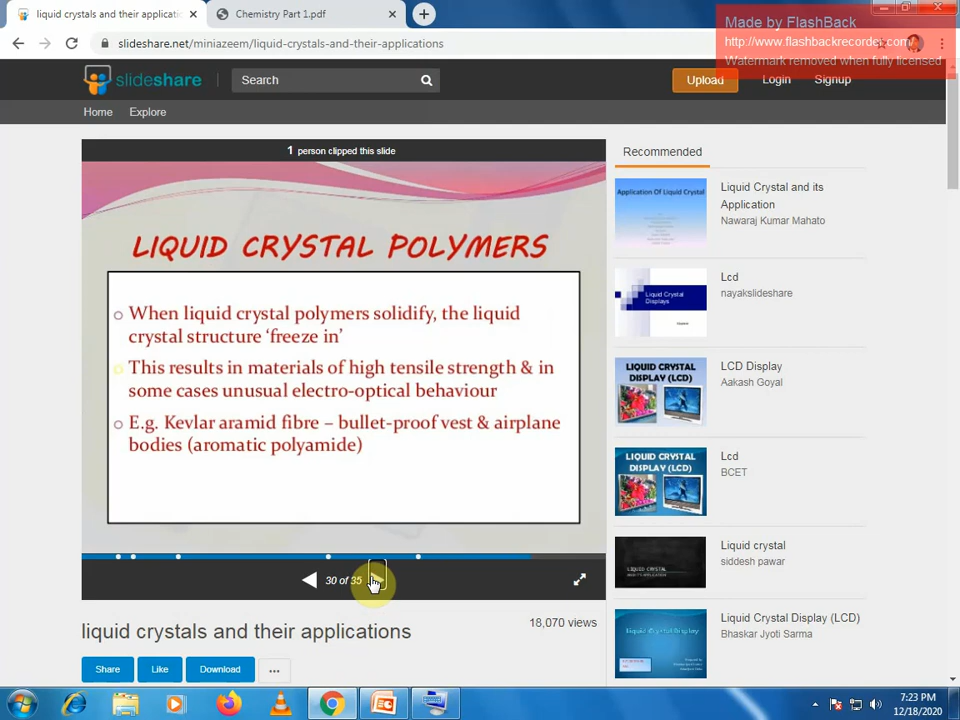 liquid crystals and their applicati
Chemistry Part 1.pdf
Made by FlashBack
http://www.flashbackrecorder.com/
Watermark removed when fully licensed
slideshare.net/miniazeem/liquid-crystals-and-their-applications
slideshare
Search
Upload
Login
Signup
Home
Explore
1 person clipped this slide
LIQUID CRYSTAL POLYMERS
When liquid crystal polymers solidify, the liquid
crystal structure ‘freeze in’
This results in materials of high tensile strength & in
some cases unusual electro-optical behaviour
E.g. Kevlar aramid fibre – bullet-proof vest & airplane
bodies (aromatic polyamide)
30 of 35
liquid crystals and their applications
18,070 views
Share
Like
Download
...
Recommended
Application Of Liquid Crystal
Liquid Crystal and its
Application
Nawaraj Kumar Mahato
Liquid Crystal
Displays
Lcd
nayakslideshare
LIQUID CRYSTAL
DISPLAY (LCD)
LCD Display
Aakash Goyal
LIQUID CRYSTAL
DISPLAY (LCD)
Lcd
BCET
LIQUID CRYSTAL
Liquid crystal
siddesh pawar
Liquid Crystal Display
Liquid Crystal Display (LCD)
Bhaskar Jyoti Sarma
7:23 PM
12/18/2020